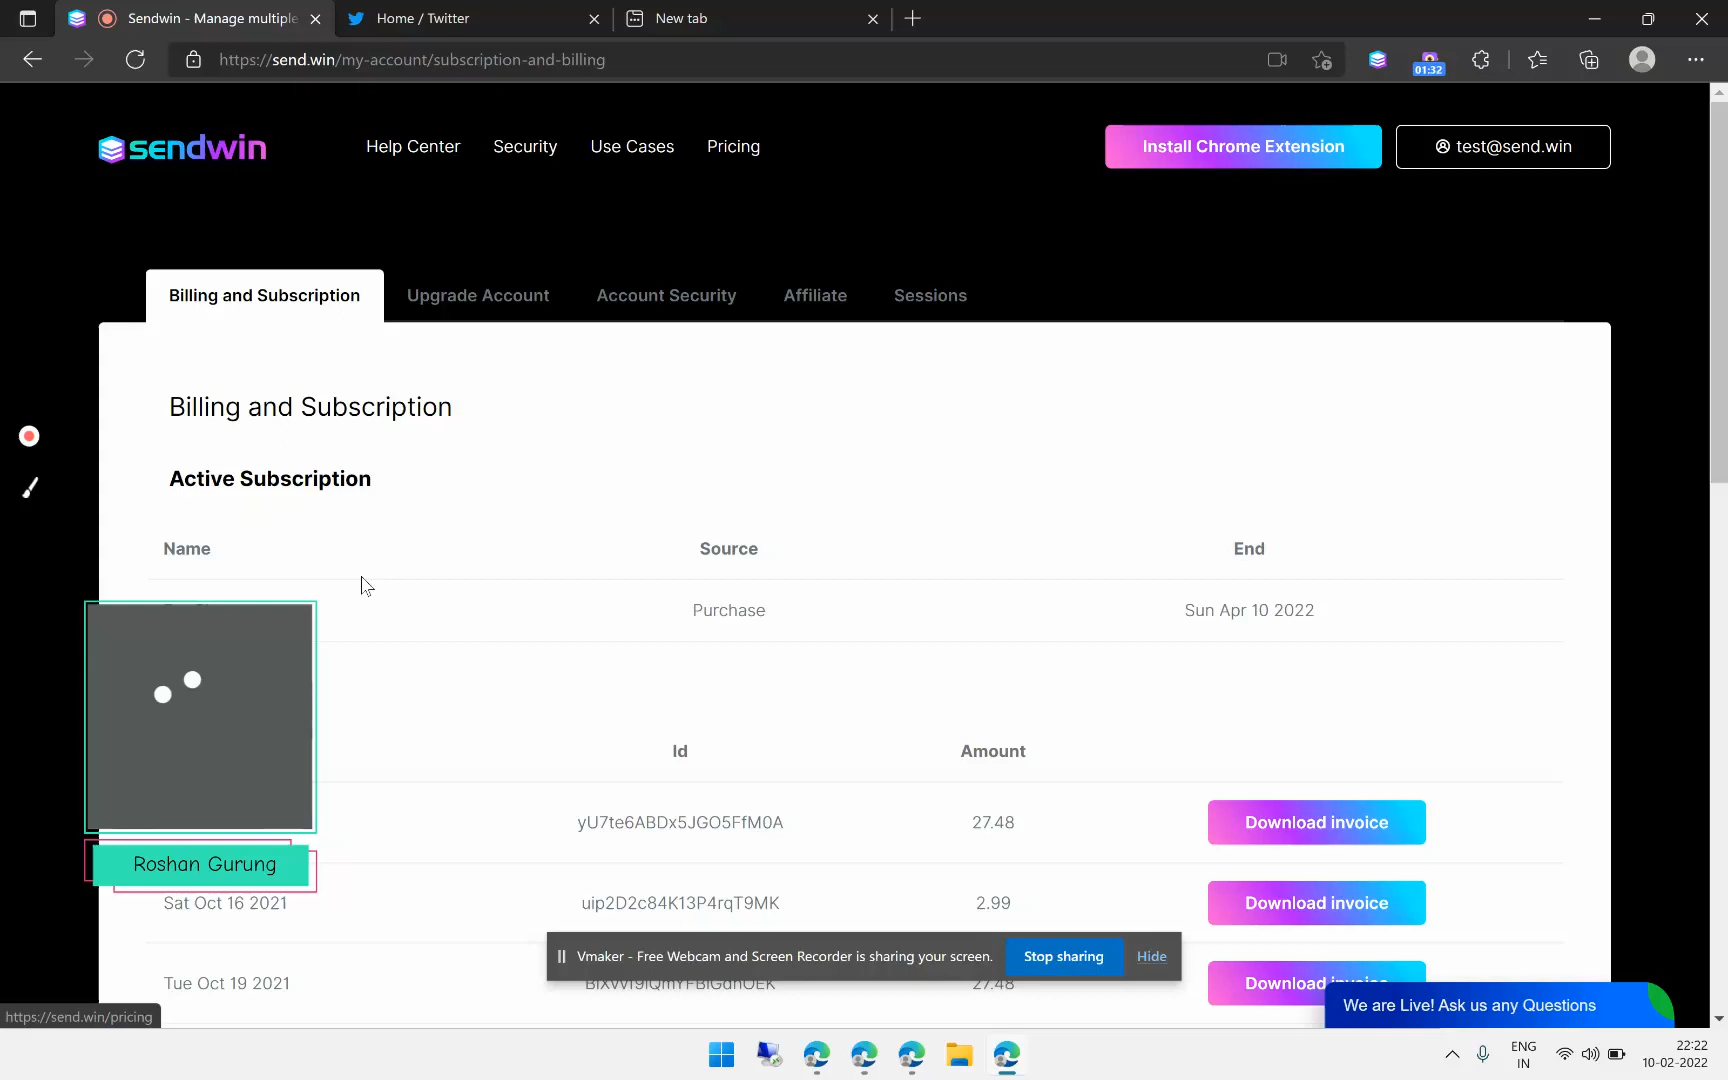 Sendwin - Manage multiple
Home / Twitter
New tab
https://send.win/my-account/subscription-and-billing
01:32
sendwin
Help Center
Security
Use Cases
Pricing
Install Chrome Extension
test@send.win
Billing and Subscription
Upgrade Account
Account Security
Affiliate
Sessions
Billing and Subscription
Active Subscription
Name
Source
End
Purchase
Sun Apr 10 2022
Id
Amount
yU7te6ABDx5JGO5FfM0A
27.48
Download invoice
Roshan Gurung
Sat Oct 16 2021
uip2D2c84K13P4rqT9MK
2.99
Download invoice
Vmaker - Free Webcam and Screen Recorder is sharing your screen.
Stop sharing
Hide
Tue Oct 19 2021
27.48
Download
We are Live! Ask us any Questions
https://send.win/pricing
ENG
IN
22:22
10-02-2022